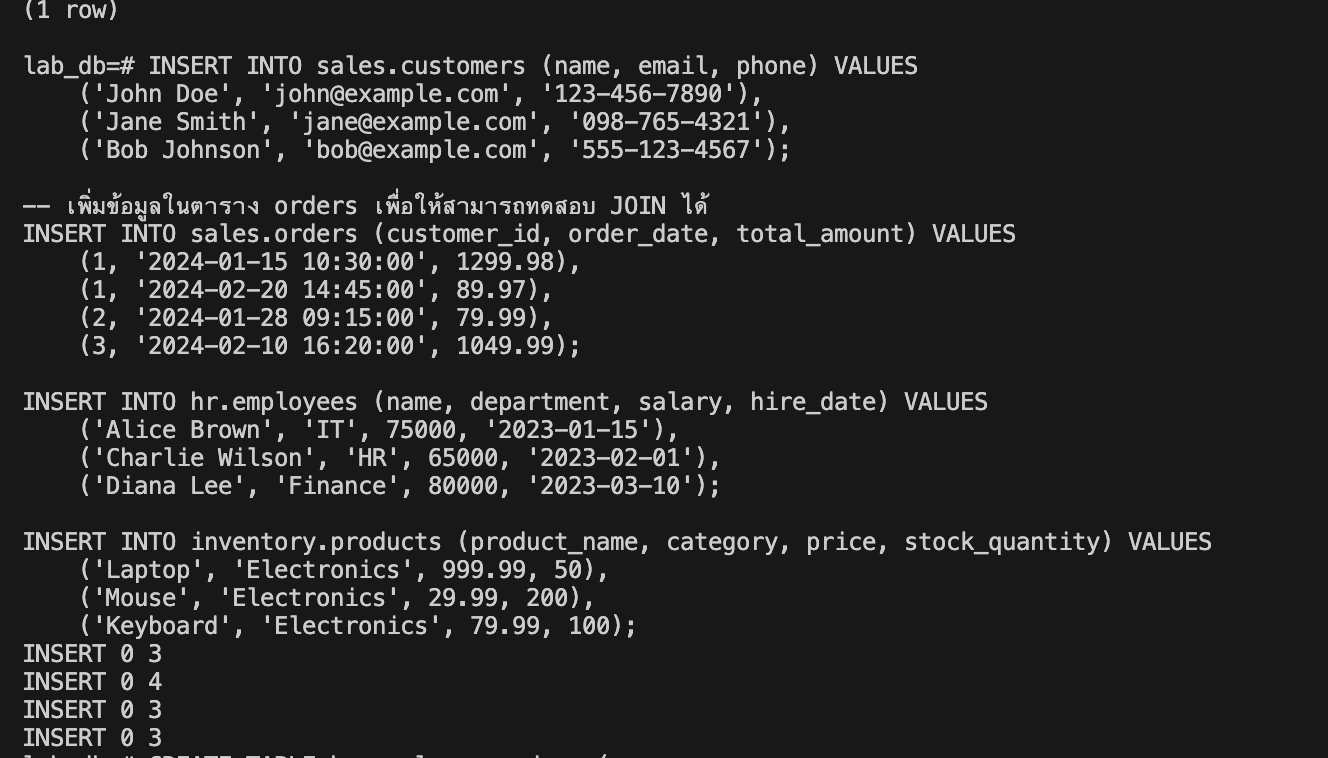 (1 row)
lab_db=# INSERT INTO sales.customers (name, email, phone) VALUES
('John Doe', 'john@example.com', '123-456-7890'),
('Jane Smith', 'jane@example.com', '098-765-4321'),
('Bob Johnson', 'bob@example.com', '555-123-4567');
-- เพิ่มข้อมูลในตาราง orders เพื่อให้สามารถทดสอบ JOIN ได้
INSERT INTO sales.orders (customer_id, order_date, total_amount) VALUES
(1, '2024-01-15 10:30:00', 1299.98),
(1, '2024-02-20 14:45:00', 89.97),
(2, '2024-01-28 09:15:00', 79.99),
(3, '2024-02-10 16:20:00', 1049.99);
INSERT INTO hr.employees (name, department, salary, hire_date) VALUES
('Alice Brown', 'IT', 75000, '2023-01-15'),
('Charlie Wilson', 'HR', 65000, '2023-02-01'),
('Diana Lee', 'Finance', 80000, '2023-03-10');
INSERT INTO inventory.products (product_name, category, price, stock_quantity) VALUES
('Laptop', 'Electronics', 999.99, 50),
('Mouse', 'Electronics', 29.99, 200),
('Keyboard', 'Electronics', 79.99, 100);
INSERT 0 3
INSERT 0 4
INSERT 0 3
INSERT 0 3